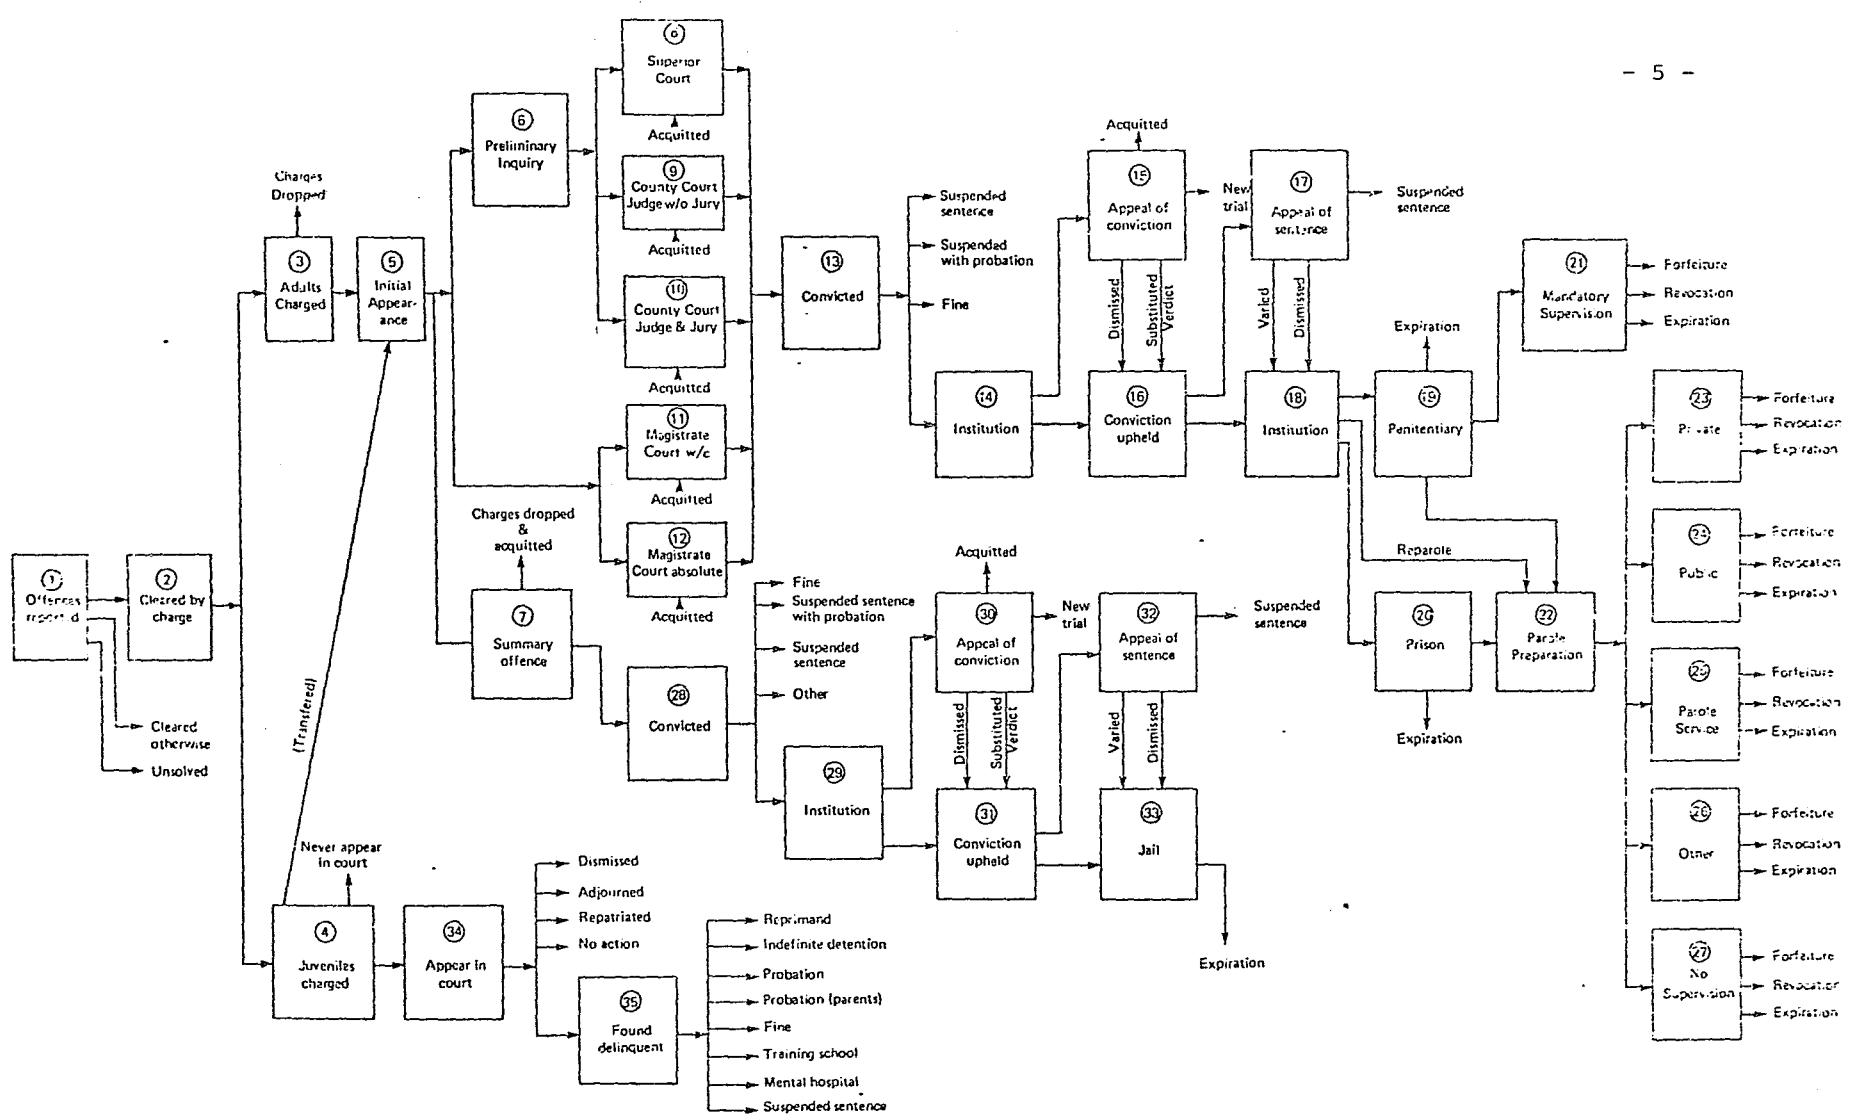 - 5 -
1
Offences
reported
2
Cleared by
charge
Cleared
otherwise
Unsolved
Charges
Dropped
3
Adults
Charged
5
Initial
Appear-
ance
(Transfered)
Never appear
in court
4
Juveniles
charged
34
Appear in
court
Dismissed
Adjourned
Repatriated
No action
35
Found
delinquent
Reprimand
Indefinite detention
Probation
Probation (parents)
Fine
Training school
Mental hospital
Suspended sentence
6
Preliminary
Inquiry
Superior
Court
Acquitted
9
County Court
Judge w/o Jury
Acquitted
10
County Court
Judge & Jury
Acquitted
11
Magistrate
Court w/c
Acquitted
12
Magistrate
Court absolute
Acquitted
Charges dropped
&
acquitted
7
Summary
offence
28
Convicted
Fine
Suspended sentence
with probation
Suspended
sentence
Other
29
Institution
Acquitted
30
Appeal of
conviction
New
trial
Dismissed
Substituted
Verdict
31
Conviction
upheld
32
Appeal of
sentence
Suspended
sentence
Varied
Dismissed
33
Jail
Expiration
13
Convicted
Suspended
sentence
Suspended
with probation
Fine
14
Institution
Acquitted
15
Appeal of
conviction
New
trial
Dismissed
Substituted
Verdict
16
Conviction
upheld
17
Appeal of
sentence
Suspended
sentence
Varied
Dismissed
18
Institution
Expiration
19
Penitentiary
Reparole
20
Prison
Expiration
22
Parole
Preparation
21
Mandatory
Supervision
Forfeiture
Revocation
Expiration
23
Private
Forfeiture
Revocation
Expiration
24
Public
Forfeiture
Revocation
Expiration
25
Parole
Service
Forfeiture
Revocation
Expiration
26
Other
Forfeiture
Revocation
Expiration
27
No
Supervision
Forfeiture
Revocation
Expiration